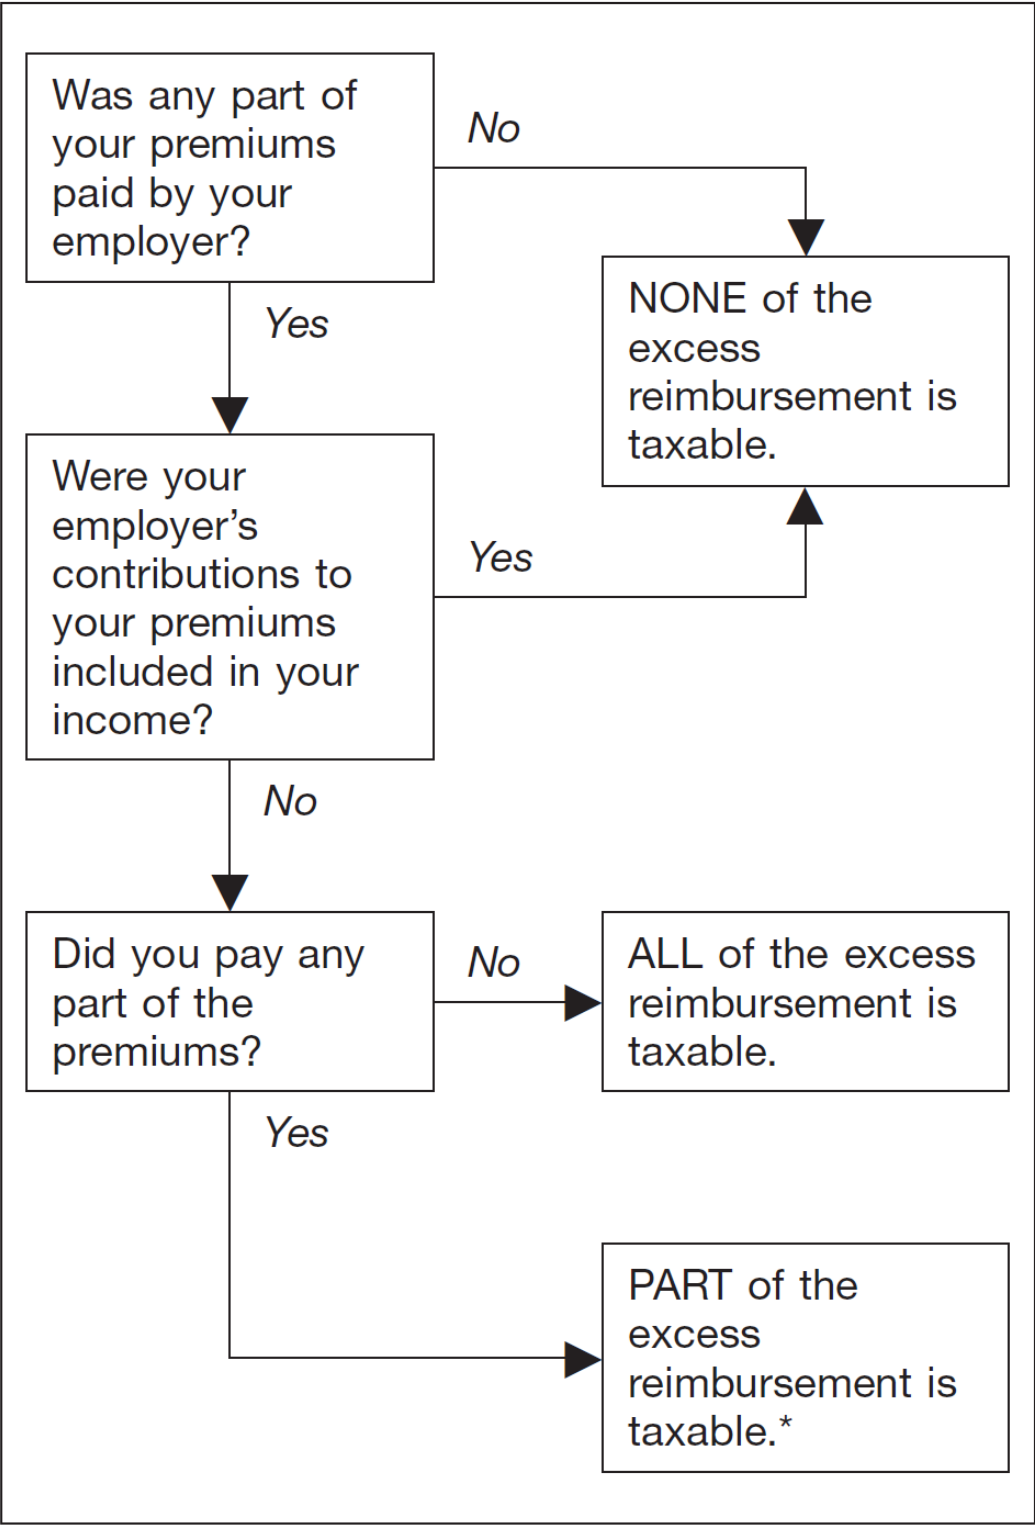 Was any part of
your premiums
paid by your
employer?
No
Yes
NONE of the
excess
reimbursement is
taxable.
Were your
employer’s
contributions to
your premiums
included in your
income?
Yes
No
Did you pay any
part of the
premiums?
No
ALL of the excess
reimbursement is
taxable.
Yes
PART of the
excess
reimbursement is
taxable.*